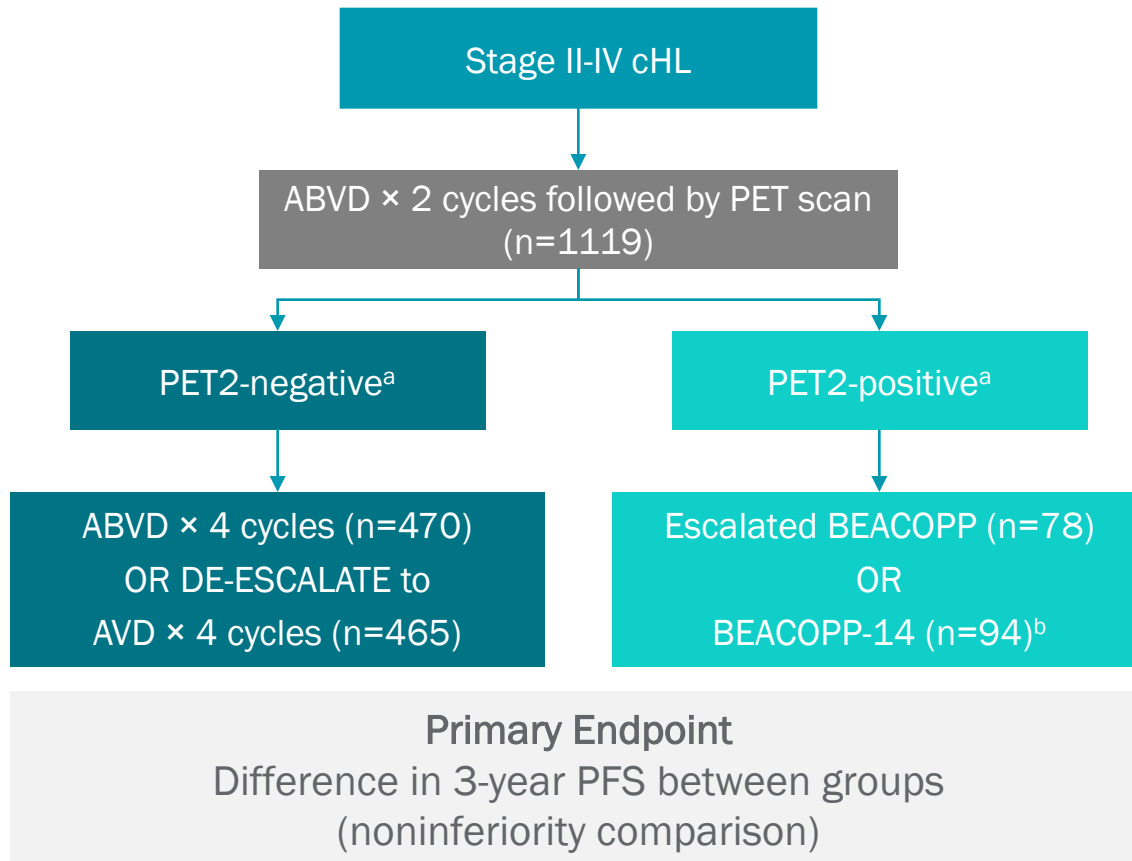 Stage II-IV cHL
ABVD × 2 cycles followed by PET scan
(n=1119)
PET2-negativeᵃ
PET2-positiveᵃ
ABVD × 4 cycles (n=470)
OR DE-ESCALATE to
AVD × 4 cycles (n=465)
Escalated BEACOPP (n=78)
OR
BEACOPP-14 (n=94)ᵇ
Primary Endpoint
Difference in 3-year PFS between groups
(noninferiority comparison)